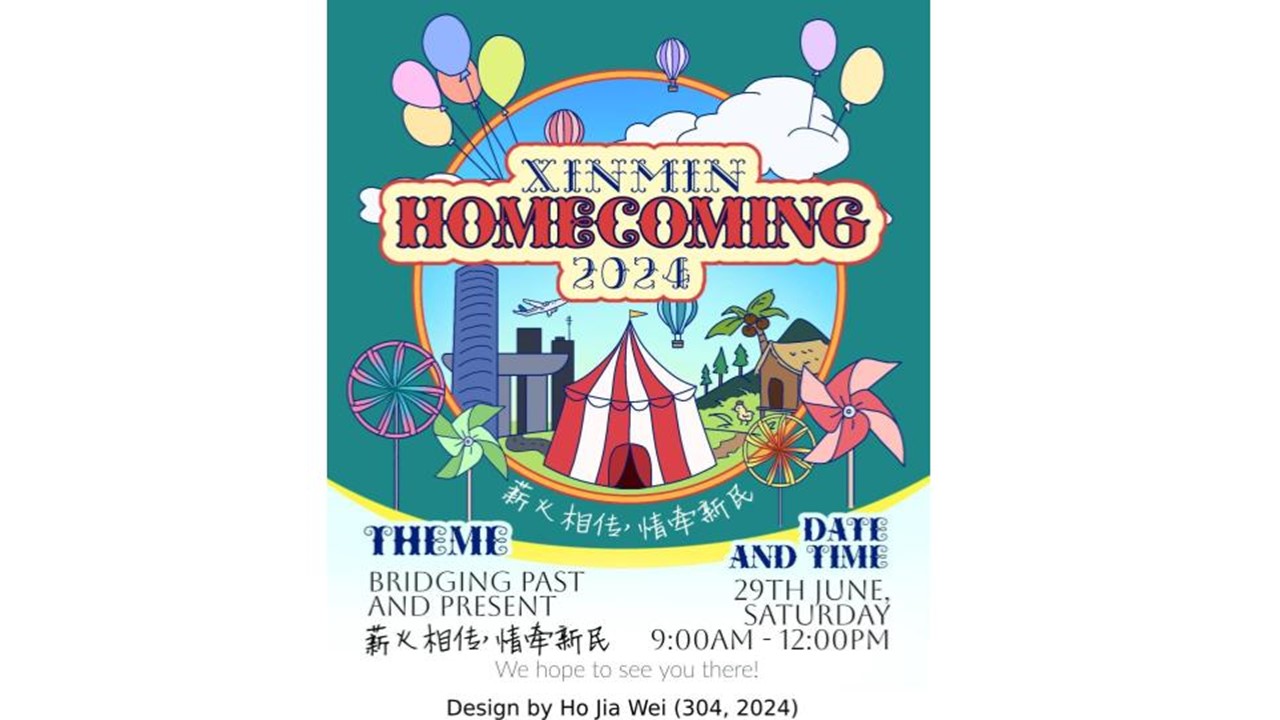 XINMIN
HOMECOMING
2024
薪火相传，情牵新民
THEME
BRIDGING PAST
AND PRESENT
薪火相传，情牵新民
DATE
AND TIME
29TH JUNE,
SATURDAY
9:00AM - 12:00PM
We hope to see you there!
Design by Ho Jia Wei (304, 2024)